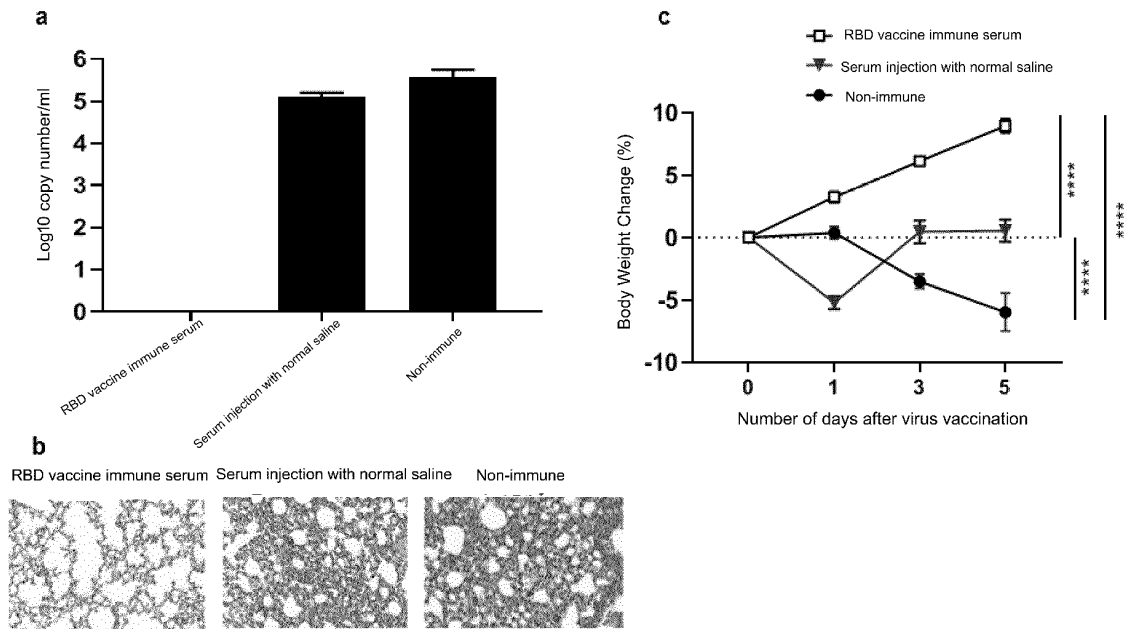 a
6
5
4
3
2
1
0
Log10 copy number/ml
RBD vaccine immune serum
Serum injection with normal saline
Non-immune
b
RBD vaccine immune serum
Serum injection with normal saline
Non-immune
c
RBD vaccine immune serum
Serum injection with normal saline
Non-immune
10
5
0
-5
-10
Body Weight Change (%)
0 1 3 5
Number of days after virus vaccination
****
****
****